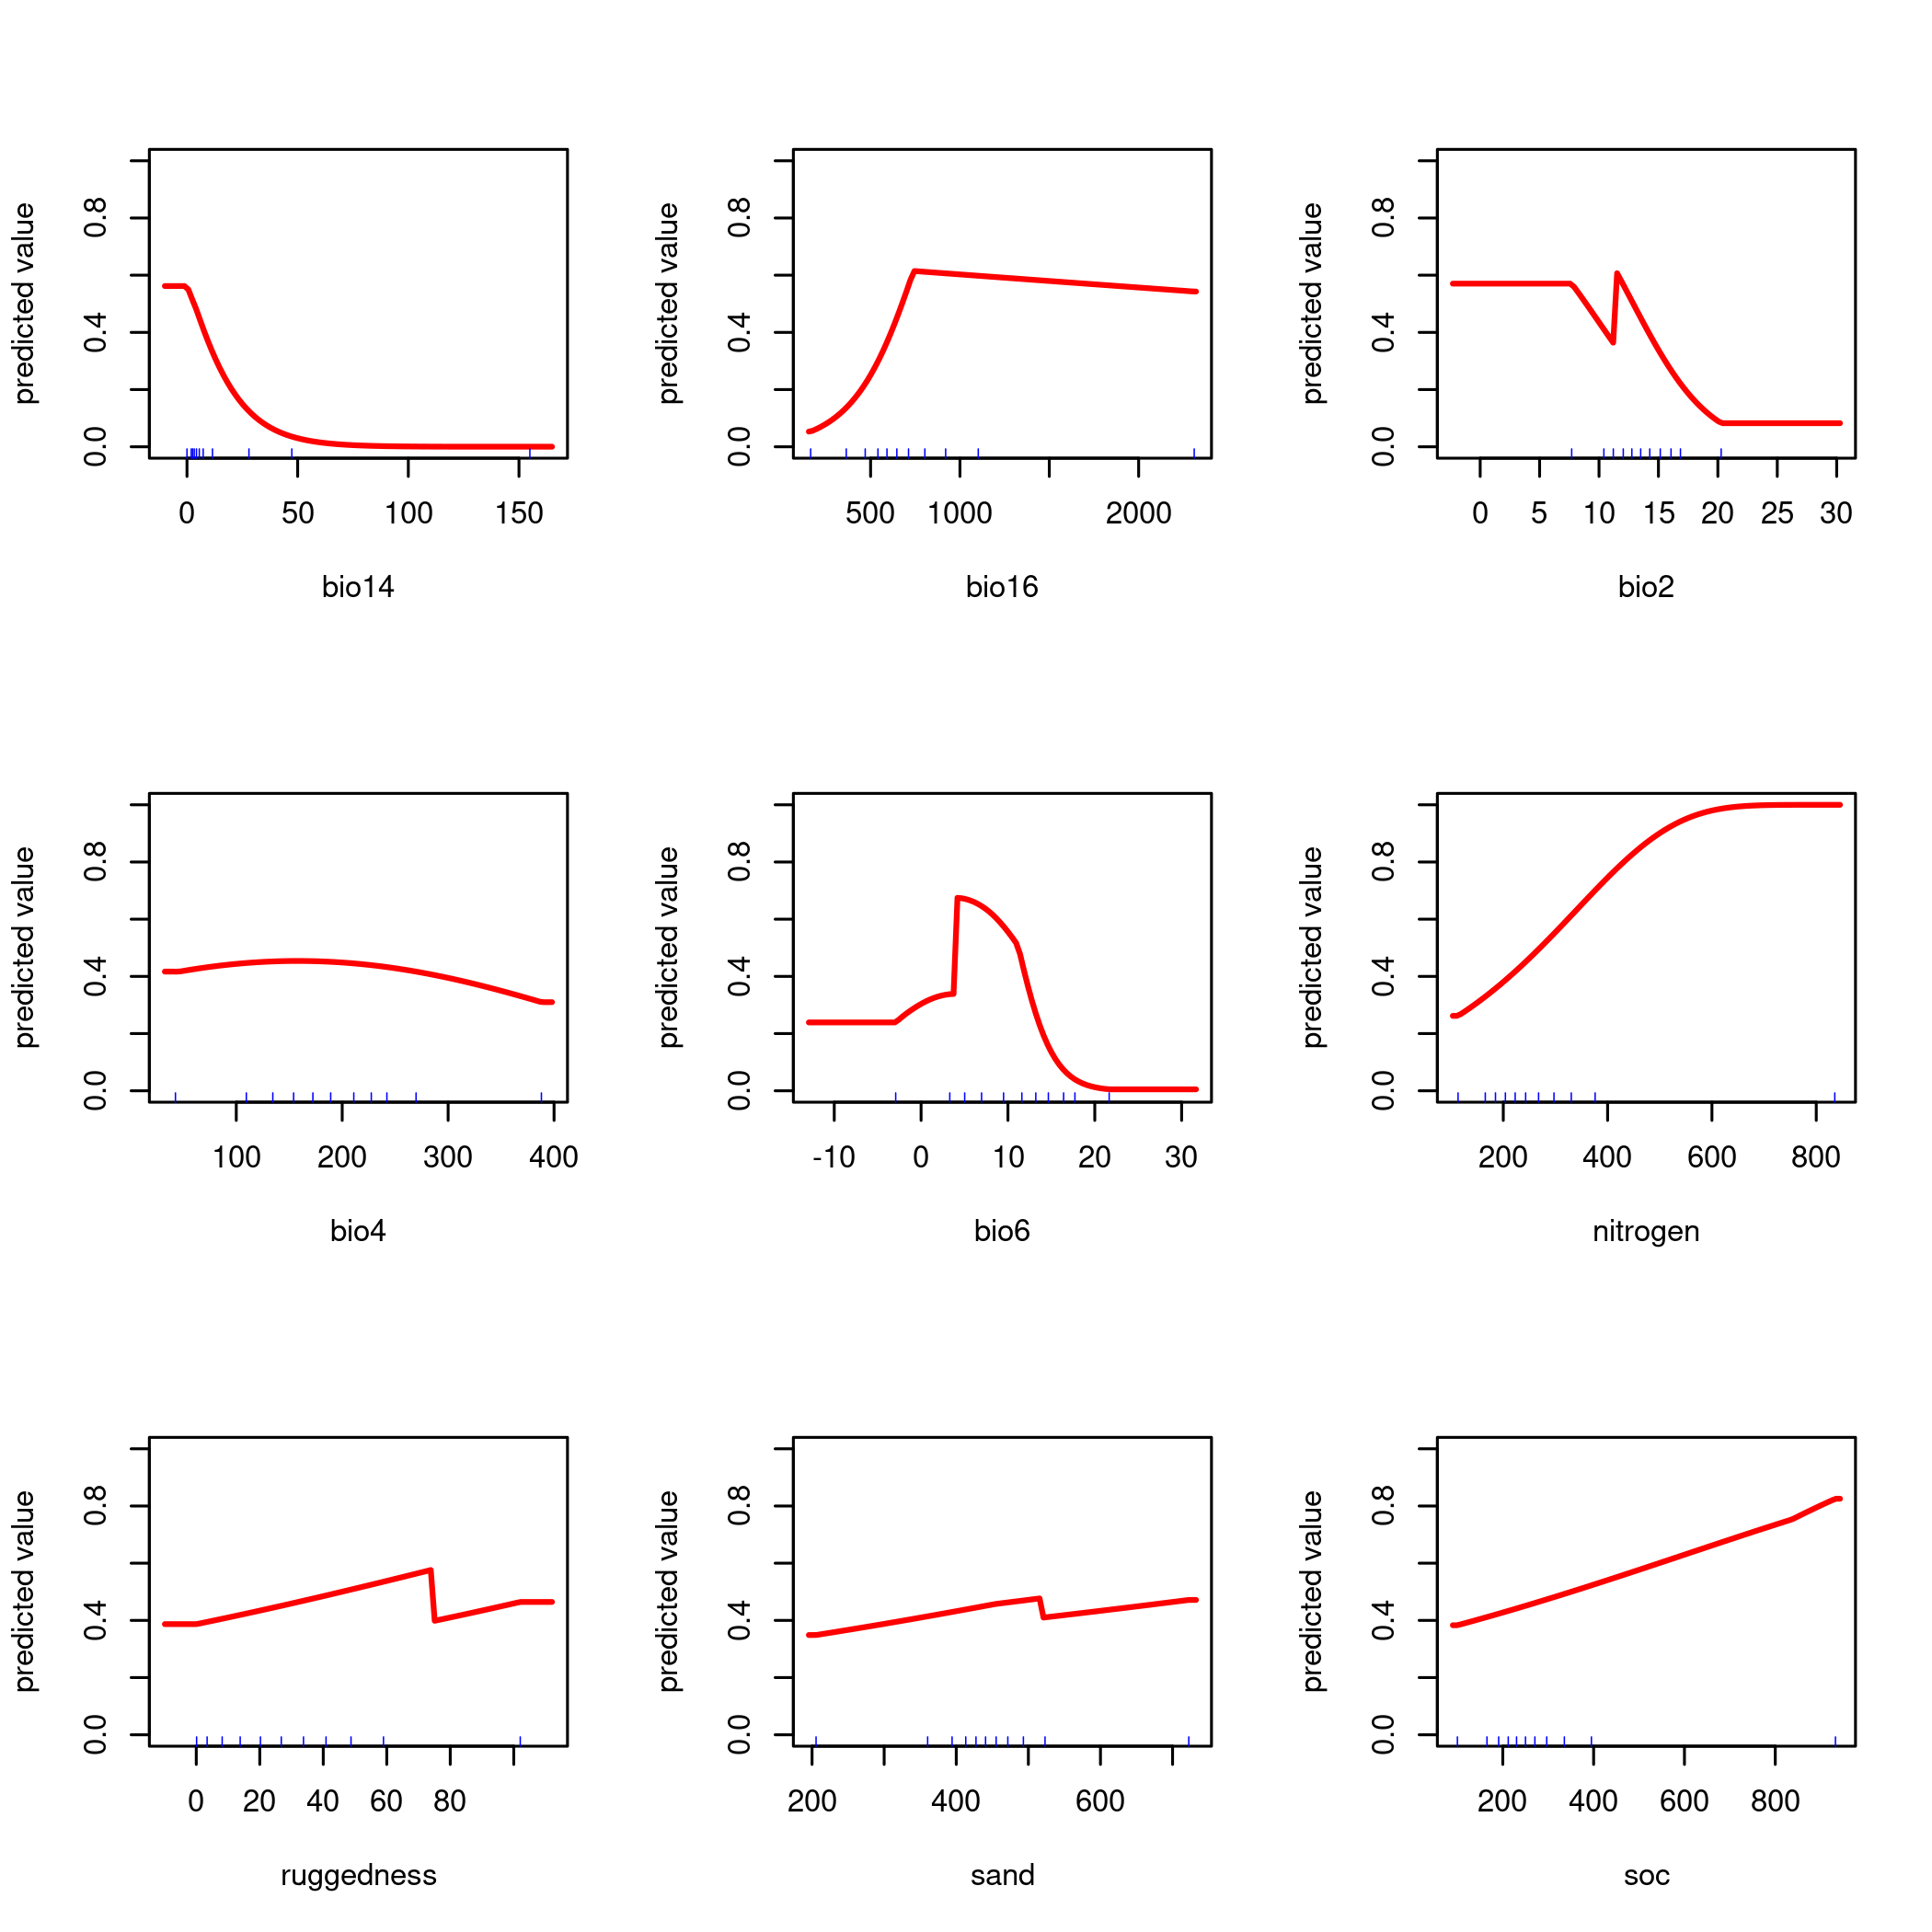 predicted value
0.0 0.4 0.8
0 50 100 150
bio14
predicted value
0.0 0.4 0.8
500 1000 2000
bio16
predicted value
0.0 0.4 0.8
0 5 10 15 20 25 30
bio2
predicted value
0.0 0.4 0.8
100 200 300 400
bio4
predicted value
0.0 0.4 0.8
-10 0 10 20 30
bio6
predicted value
0.0 0.4 0.8
200 400 600 800
nitrogen
predicted value
0.0 0.4 0.8
0 20 40 60 80
ruggedness
predicted value
0.0 0.4 0.8
200 400 600
sand
predicted value
0.0 0.4 0.8
200 400 600 800
soc